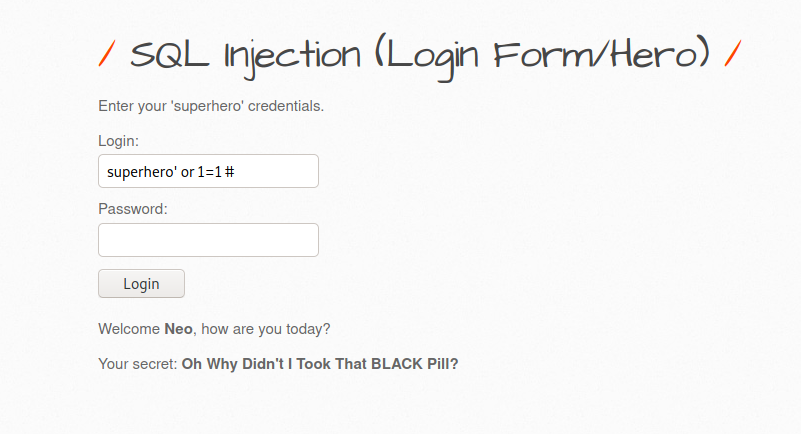 / SQL Injection (Login Form/Hero) /
Enter your 'superhero' credentials.
Login:
superhero' or 1=1 #
Password:
Login
Welcome Neo, how are you today?
Your secret: Oh Why Didn't I Took That BLACK Pill?